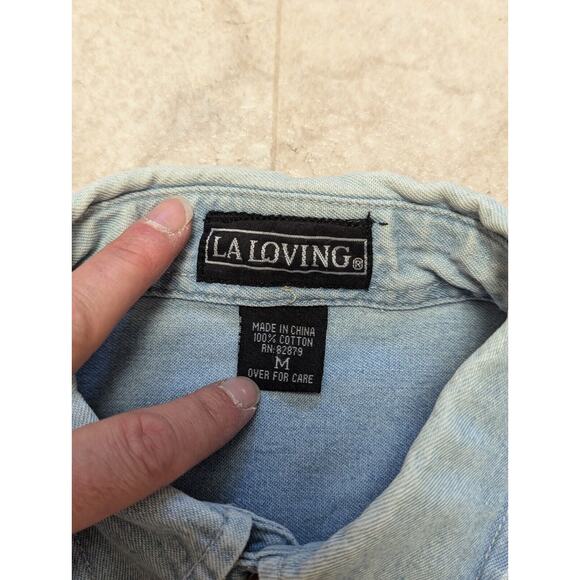 LA LOVING®
MADE IN CHINA
100% COTTON
RN: 82879
M
OVER FOR CARE